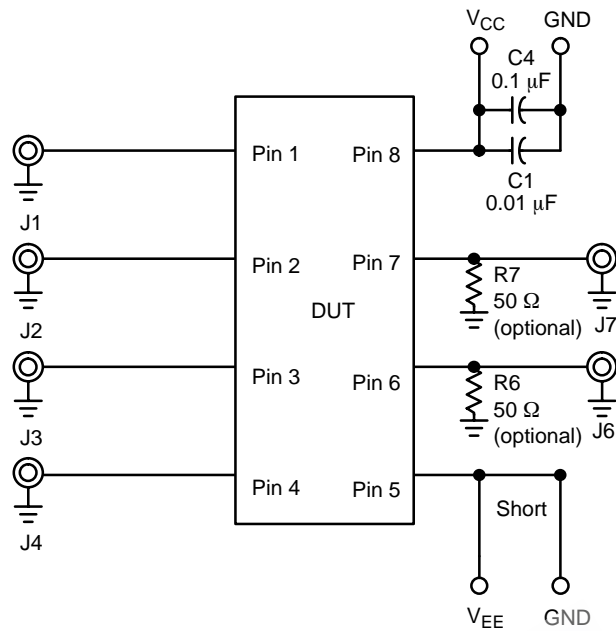 V_CC GND
C4
0.1 μF
C1
0.01 μF
J1
Pin 1 Pin 8
J2
Pin 2 Pin 7
R7
50 Ω
(optional)
J7
DUT
J3
Pin 3 Pin 6
R6
50 Ω
(optional)
J6
J4
Pin 4 Pin 5
Short
V_EE GND